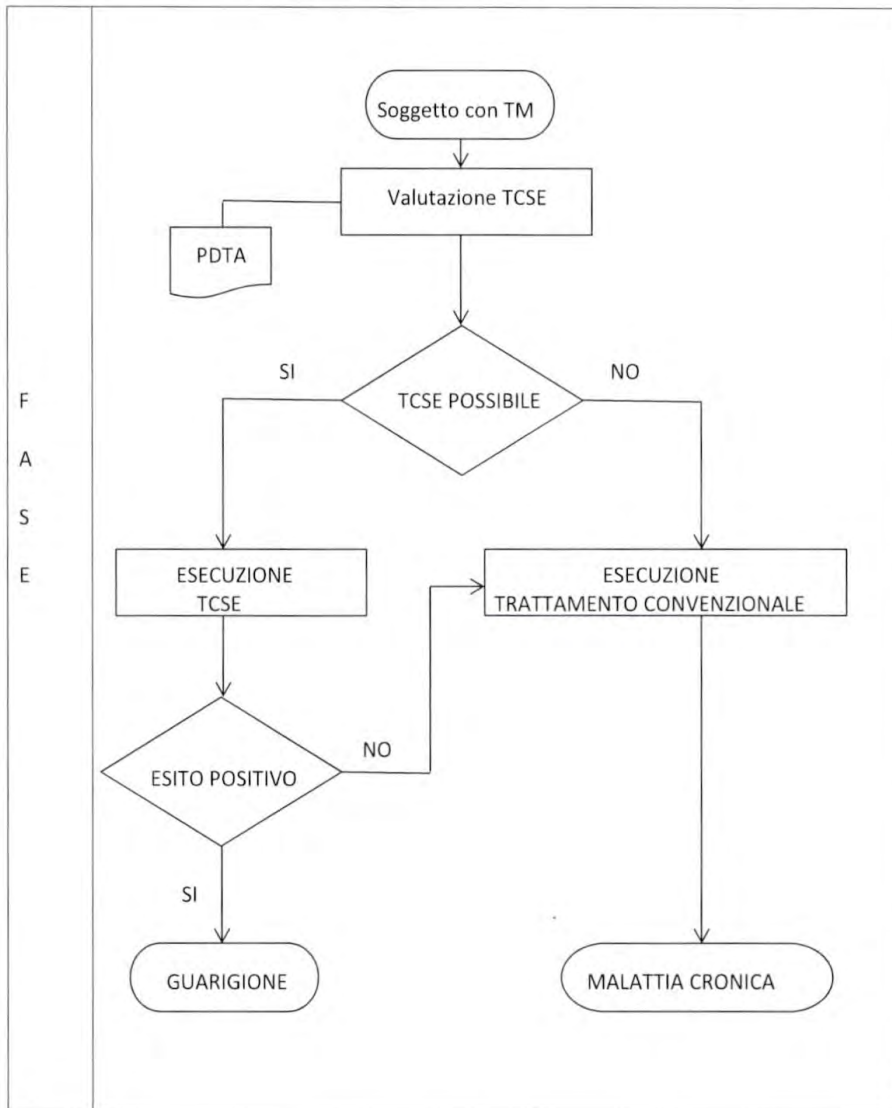 Soggetto con TM
Valutazione TCSE
PDTA
SI
NO
TCSE POSSIBILE
F
A
S
E
ESECUZIONE
TCSE
ESECUZIONE
TRATTAMENTO CONVENZIONALE
NO
ESITO POSITIVO
SI
GUARIGIONE
MALATTIA CRONICA